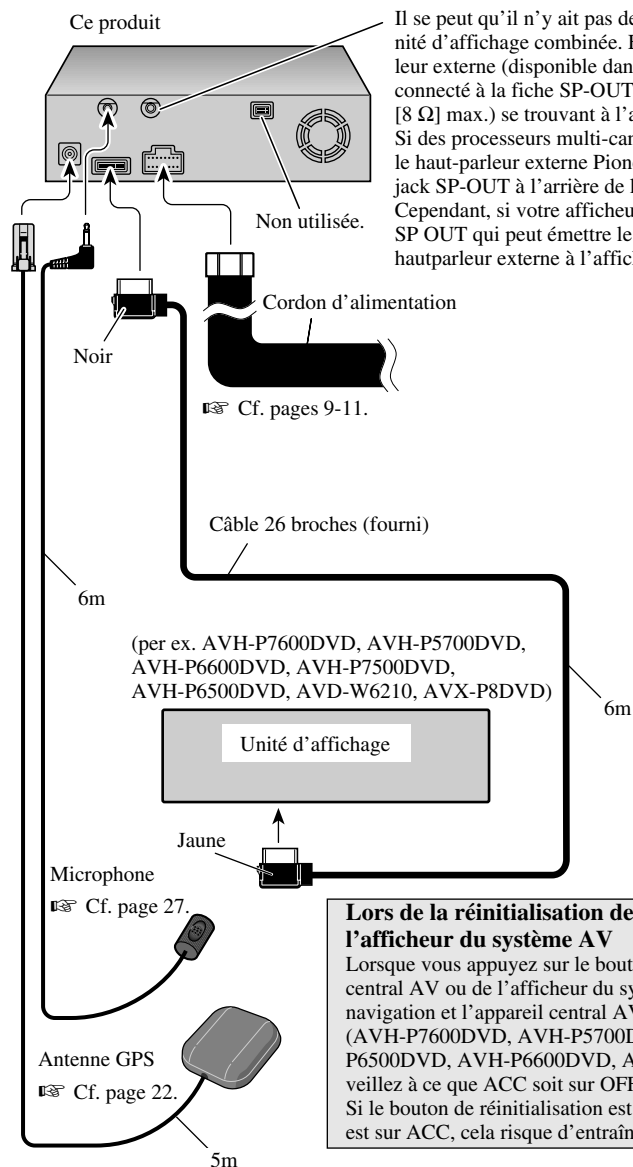 Ce produit
Il se peut qu'il n'y ait pas de
nité d'affichage combinée.
leur externe (disponible dan
connecté à la fiche SP-OUT
[8 Ω] max.) se trouvant à l'a
Si des processeurs multi-can
le haut-parleur externe Pione
jack SP-OUT à l'arrière de l
Cependant, si votre afficheu
SP OUT qui peut émettre le
hautparleur externe à l'affich
Non utilisée.
Cordon d'alimentation
Noir
☞ Cf. pages 9-11.
Câble 26 broches (fourni)
6m
(per ex. AVH-P7600DVD, AVH-P5700DVD,
AVH-P6600DVD, AVH-P7500DVD,
AVH-P6500DVD, AVD-W6210, AVX-P8DVD)
6m
Unité d'affichage
Jaune
Microphone
☞ Cf. page 27.
Antenne GPS
☞ Cf. page 22.
5m
Lors de la réinitialisation de
l'afficheur du système AV
Lorsque vous appuyez sur le bout
central AV ou de l'afficheur du sy
navigation et l'appareil central AV
(AVH-P7600DVD, AVH-P5700D
P6500DVD, AVH-P6600DVD, A
veillez à ce que ACC soit sur OFF
Si le bouton de réinitialisation est
est sur ACC, cela risque d'entraîn